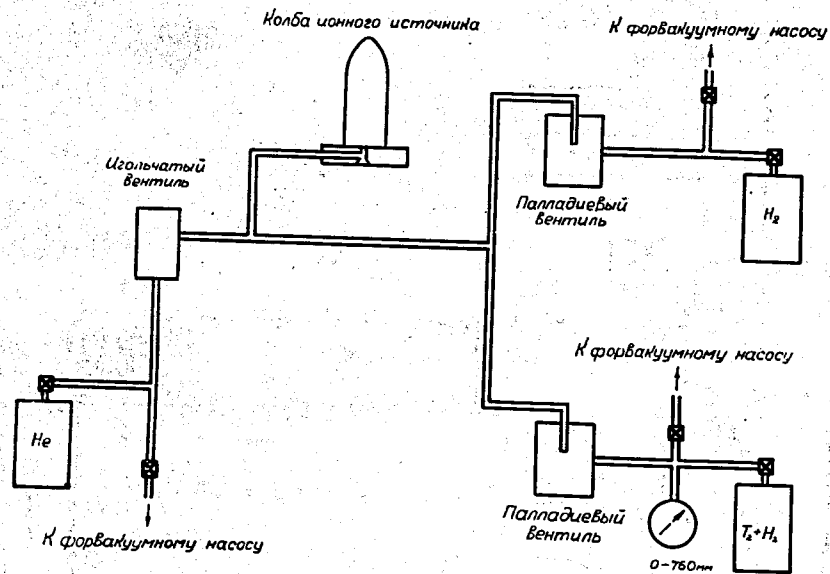 Колба ионного источника
К форвакуумному насосу
Игольчатый
вентиль
Палладиевый
вентиль
H₂
К форвакуумному насосу
He
Палладиевый
вентиль
T₂+H₂
0-760мм
К форвакуумному насосу